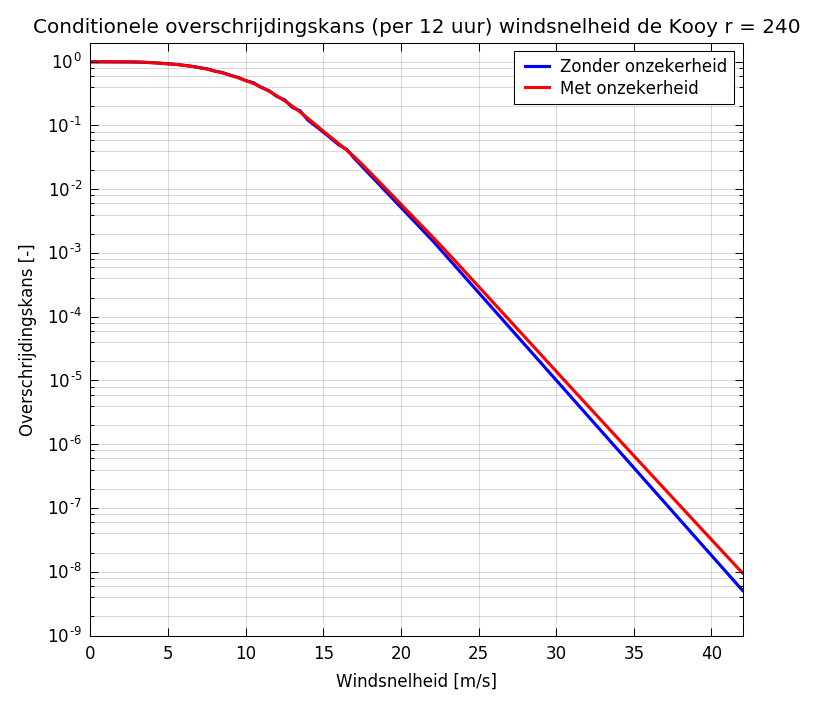 Conditionele overschrijdingskans (per 12 uur) windsnelheid de Kooy r = 240
Zonder onzekerheid
Met onzekerheid
Overschrijdingskans [-]
10^0
10^-1
10^-2
10^-3
10^-4
10^-5
10^-6
10^-7
10^-8
10^-9
0 5 10 15 20 25 30 35 40
Windsnelheid [m/s]